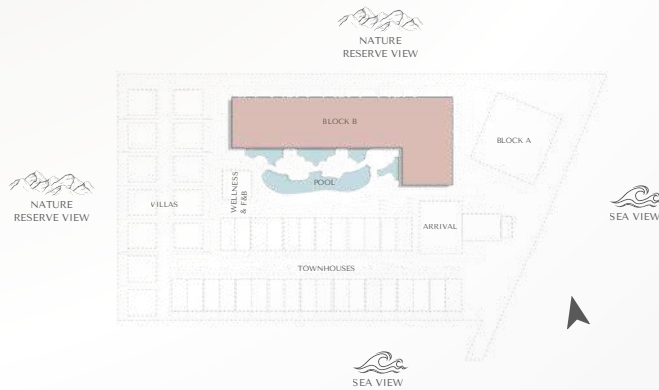 NATURE
RESERVE VIEW
BLOCK B
BLOCK A
NATURE
RESERVE VIEW
VILLAS
WELLNESS
& F&B
POOL
SEA VIEW
ARRIVAL
TOWNHOUSES
SEA VIEW